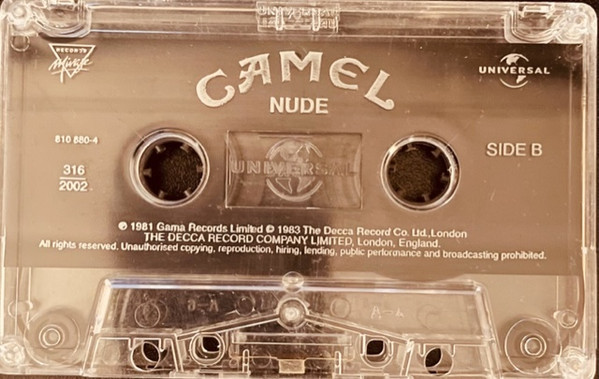 RECORDS
CAMEL
NUDE
UNIVERSAL
810 880-4
316
2002
UNIVERSAL
SIDE B
℗ 1981 Gama Records Limited © 1983 The Decca Record Co. Ltd.,London
THE DECCA RECORD COMPANY LIMITED, London, England.
All rights reserved. Unauthorised copying, reproduction, hiring, lending, public performance and broadcasting prohibited.